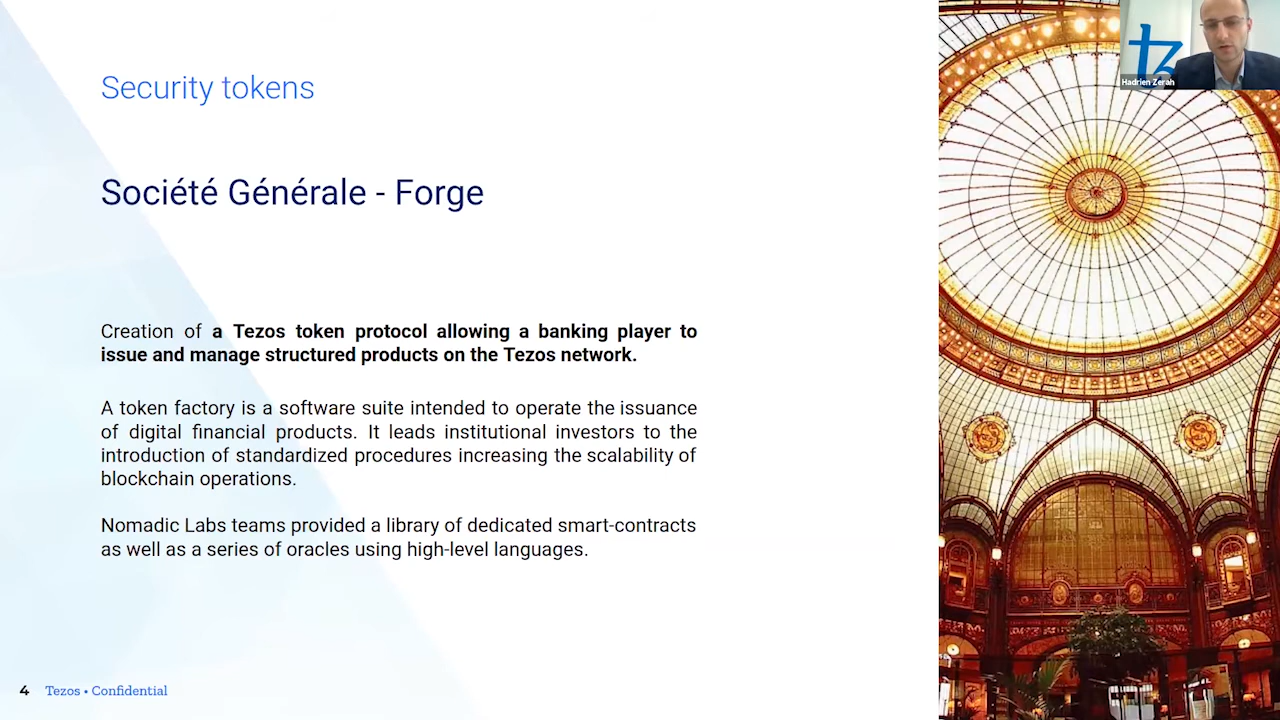 Security tokens
Société Générale - Forge
Creation of a Tezos token protocol allowing a banking player to
issue and manage structured products on the Tezos network.
A token factory is a software suite intended to operate the issuance
of digital financial products. It leads institutional investors to the
introduction of standardized procedures increasing the scalability of
blockchain operations.
Nomadic Labs teams provided a library of dedicated smart-contracts
as well as a series of oracles using high-level languages.
4 Tezos • Confidential
Hadrien Zerah